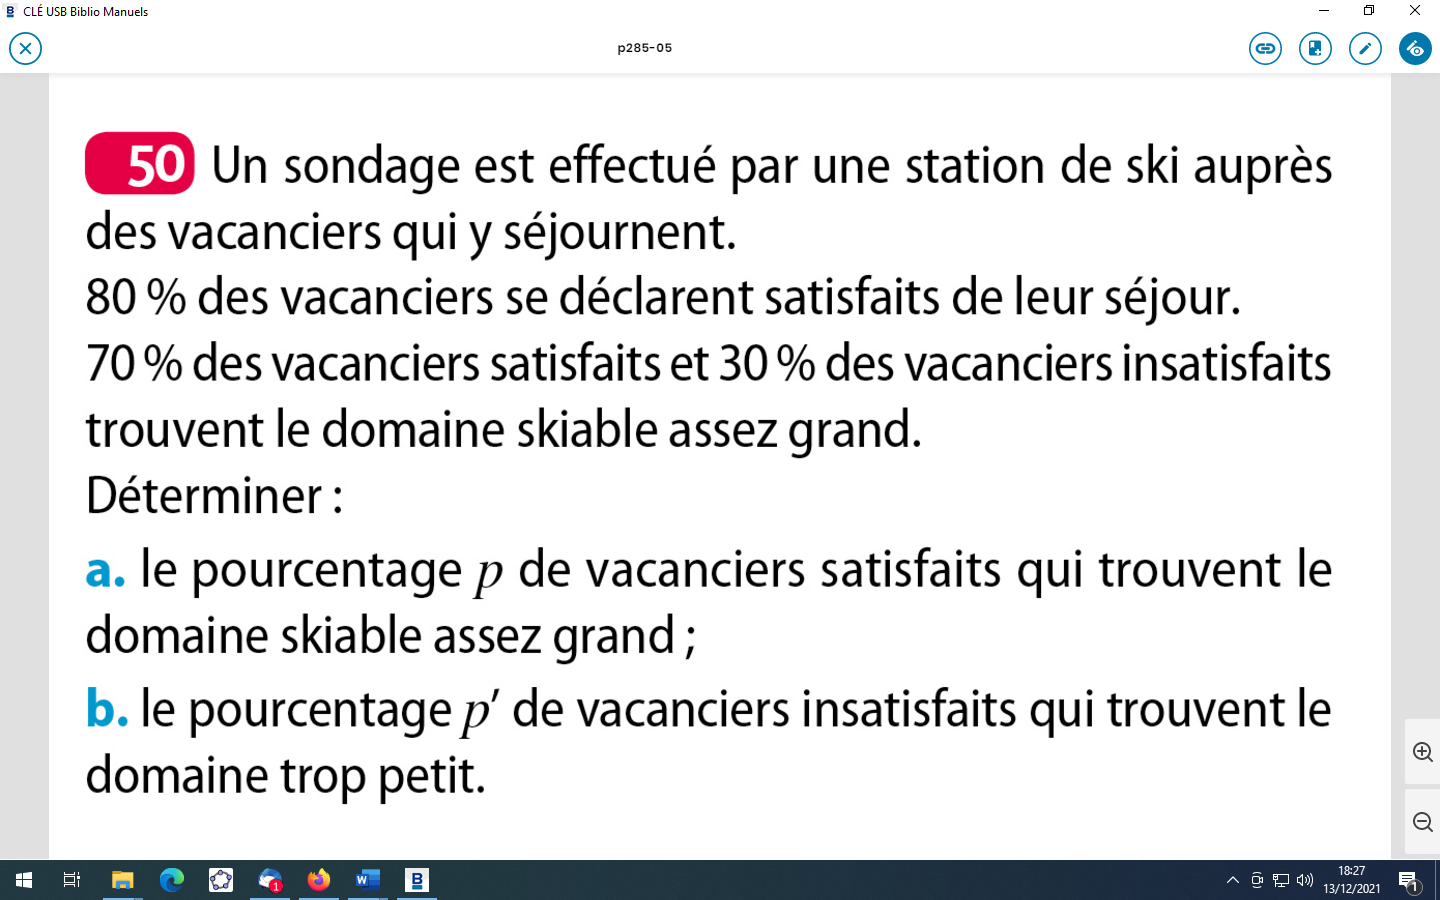 CLÉ USB Biblio Manuels
p285-05
50 Un sondage est effectué par une station de ski auprès
des vacanciers qui y séjournent.
80 % des vacanciers se déclarent satisfaits de leur séjour.
70 % des vacanciers satisfaits et 30 % des vacanciers insatisfaits
trouvent le domaine skiable assez grand.
Déterminer :
a. le pourcentage p de vacanciers satisfaits qui trouvent le
domaine skiable assez grand ;
b. le pourcentage p′ de vacanciers insatisfaits qui trouvent le
domaine trop petit.
18:27
13/12/2021
1
1